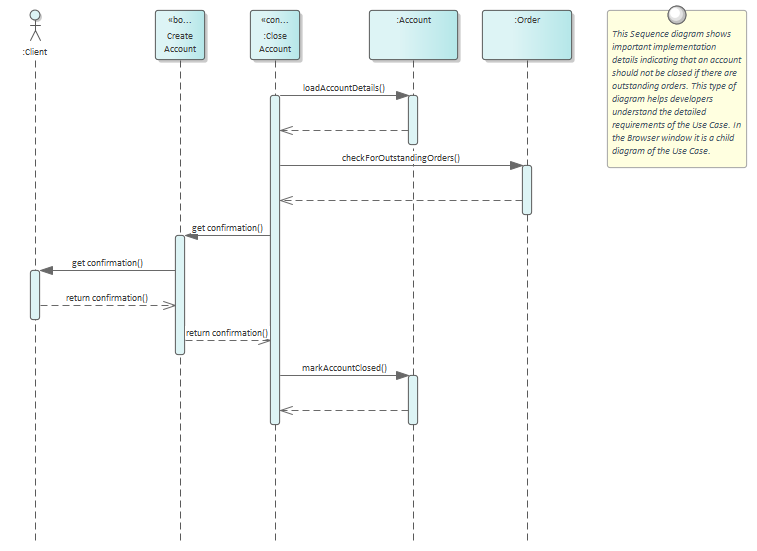 :Client
«bo...
Create
Account
«con...
:Close
Account
:Account
:Order
This Sequence diagram shows
important implementation
details indicating that an account
should not be closed if there are
outstanding orders. This type of
diagram helps developers
understand the detailed
requirements of the Use Case. In
the Browser window it is a child
diagram of the Use Case.
loadAccountDetails()
checkForOutstandingOrders()
get confirmation()
get confirmation()
return confirmation()
return confirmation()
markAccountClosed()